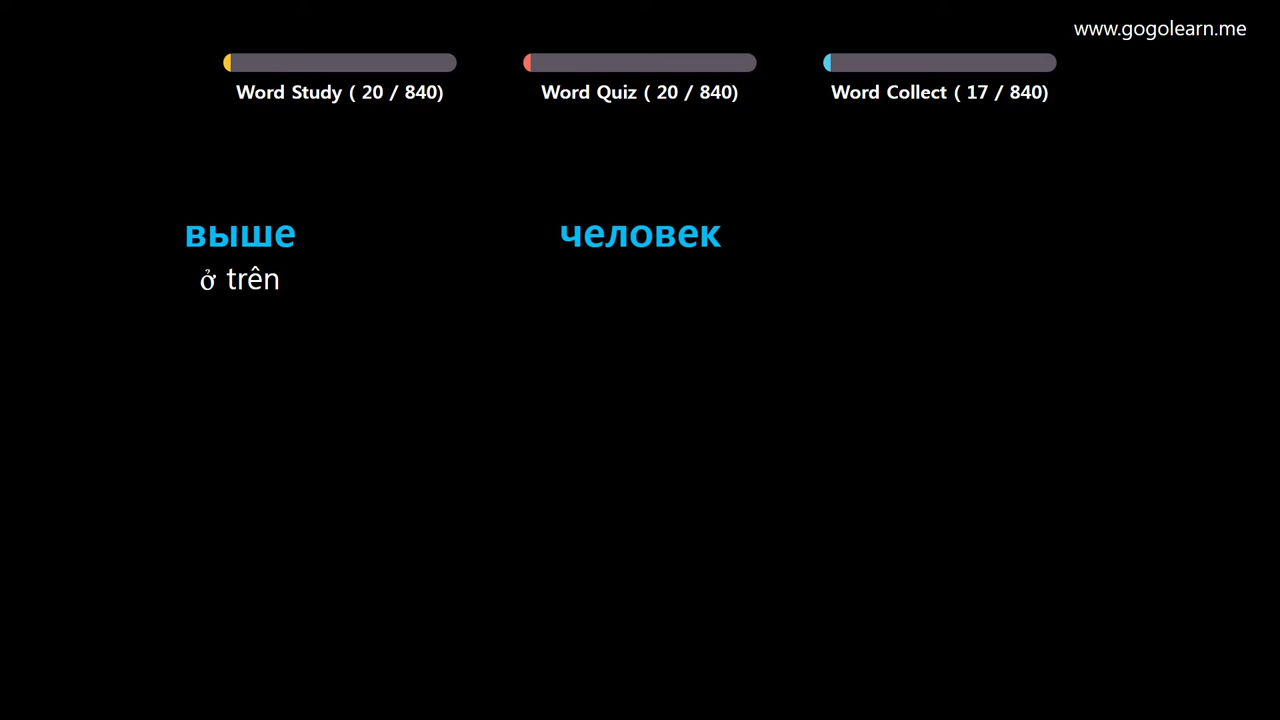 www.gogolearn.me
Word Study ( 20 / 840)
Word Quiz ( 20 / 840)
Word Collect ( 17 / 840)
выше
человек
ở trên